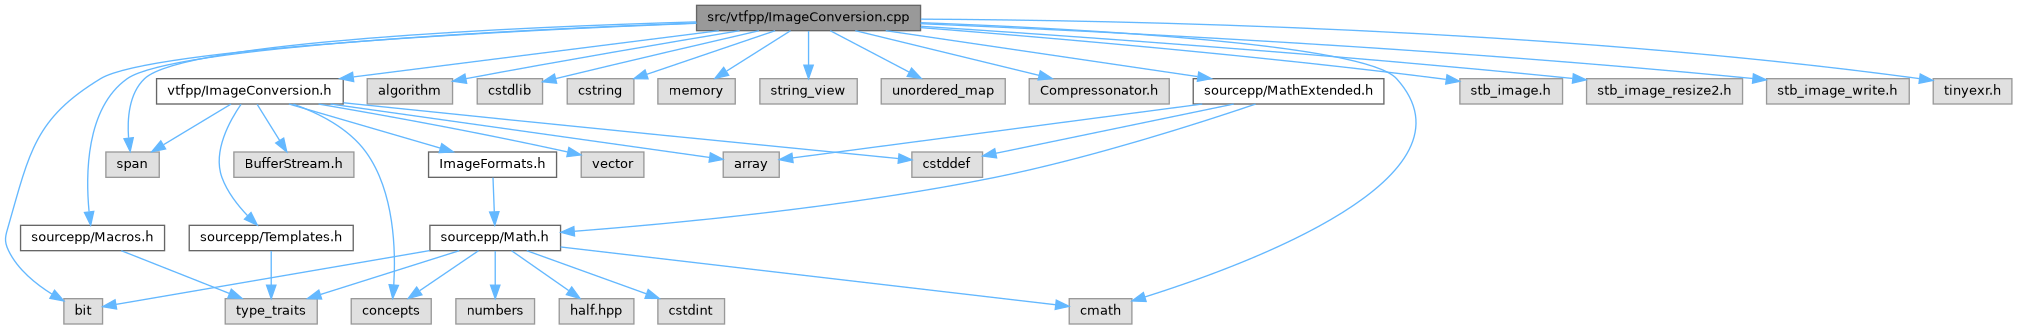 src/vtfpp/ImageConversion.cpp
vtfpp/ImageConversion.h
algorithm
cstdlib
cstring
memory
string_view
unordered_map
Compressonator.h
sourcepp/MathExtended.h
stb_image.h
stb_image_resize2.h
stb_image_write.h
tinyexr.h
span
BufferStream.h
ImageFormats.h
vector
array
cstddef
sourcepp/Macros.h
sourcepp/Templates.h
sourcepp/Math.h
bit
type_traits
concepts
numbers
half.hpp
cstdint
cmath